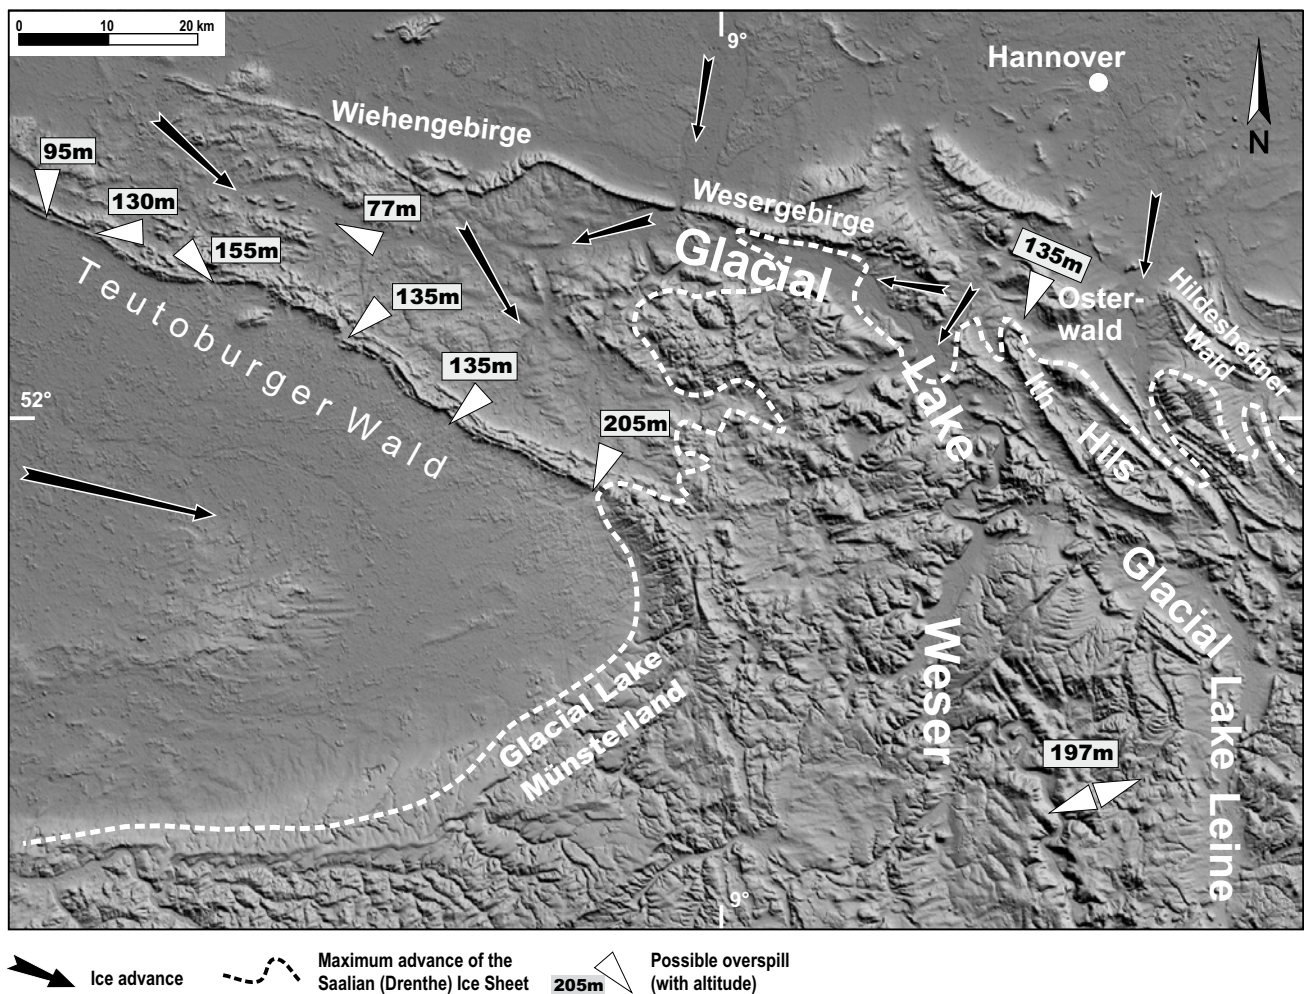 0 10 20 km
9°
Hannover
N
Wiehengebirge
95m
130m
77m
155m
Wesergebirge
Glacial
135m
Oster-
wald
Hildesheimer
Wald
Teutoburger Wald
135m
135m
52°
205m
Lake
Ith
Hils
Glacial
Weser
Glacial Lake
Münsterland
Lake Leine
197m
9°
Ice advance
Maximum advance of the
Saalian (Drenthe) Ice Sheet
205m
Possible overspill
(with altitude)